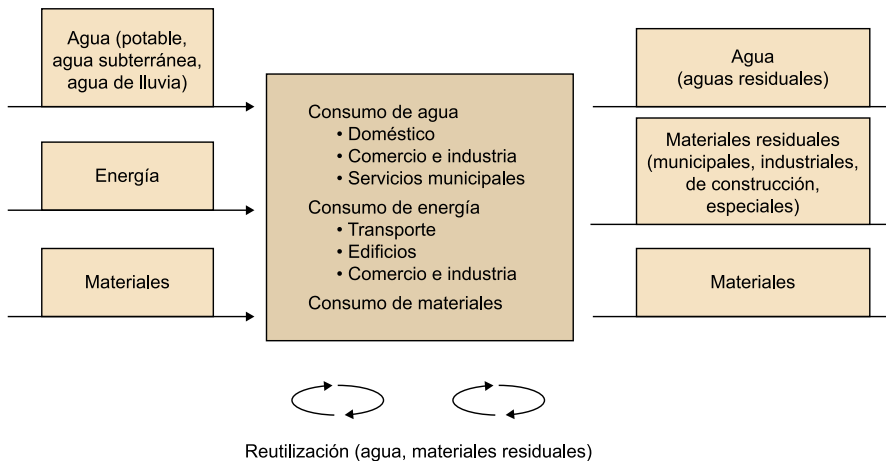 Agua (potable,
agua subterránea,
agua de lluvia)
Energía
Materiales
Consumo de agua
• Doméstico
• Comercio e industria
• Servicios municipales
Consumo de energía
• Transporte
• Edificios
• Comercio e industria
Consumo de materiales
Agua
(aguas residuales)
Materiales residuales
(municipales, industriales,
de construcción,
especiales)
Materiales
Reutilización (agua, materiales residuales)